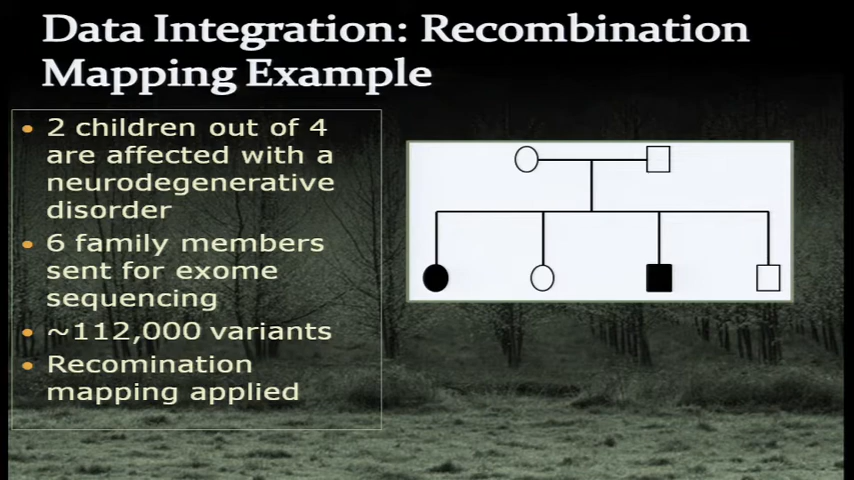 Data Integration: Recombination
Mapping Example
• 2 children out of 4
are affected with a
neurodegenerative
disorder
• 6 family members
sent for exome
sequencing
• ~112,000 variants
• Recomination
mapping applied